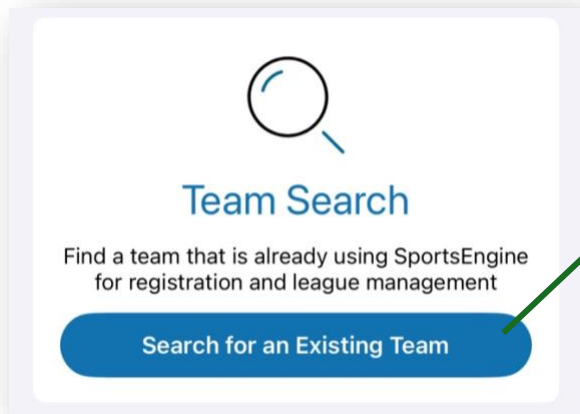 Team Search
Find a team that is already using SportsEngine
for registration and league management
Search for an Existing Team